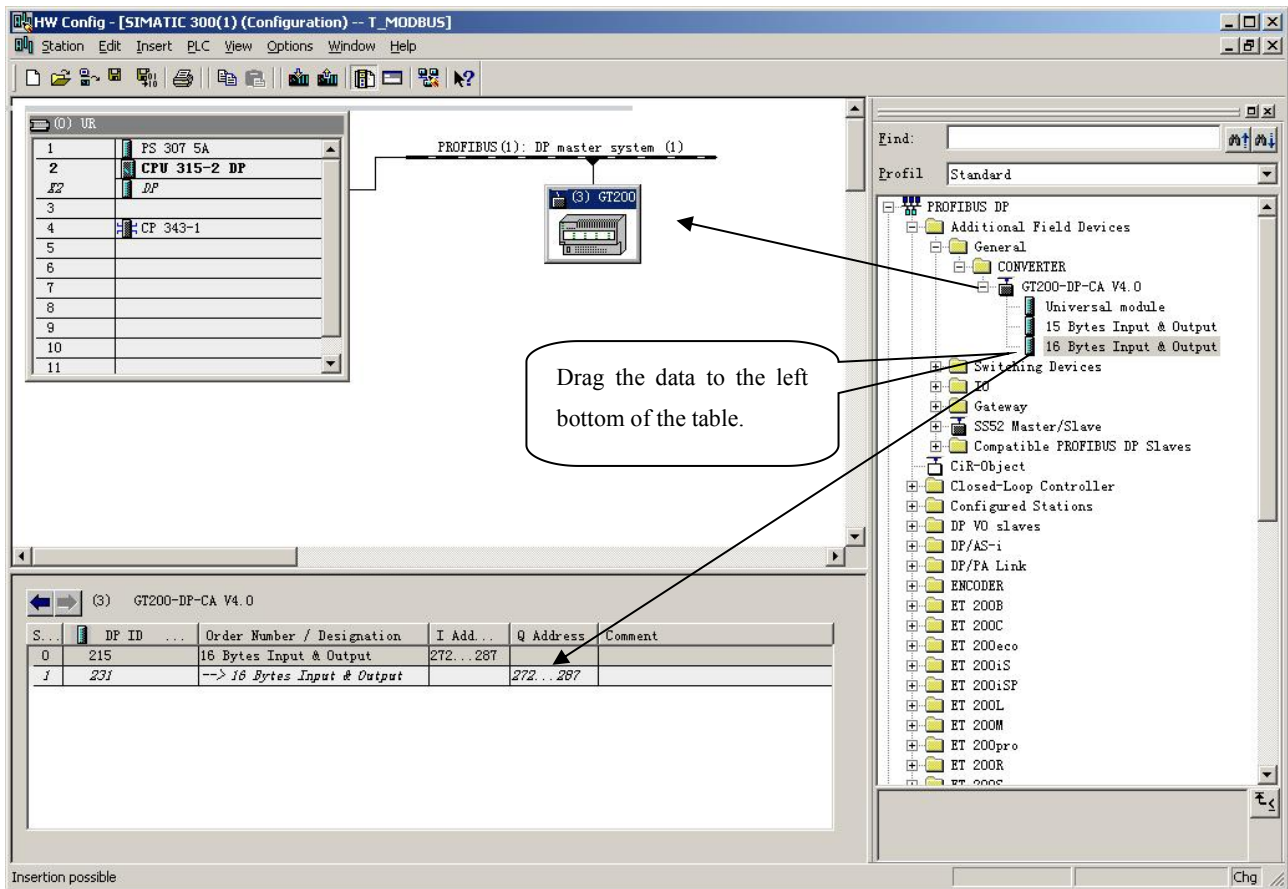 HW Config - [SIMATIC 300(1) (Configuration) -- T_MODBUS]
Station Edit Insert PLC View Options Window Help
(0) UR
1 PS 307 5A
2 CPU 315-2 DP
X2 DP
3
4 CP 343-1
5
6
7
8
9
10
11
PROFIBUS(1): DP master system (1)
(3) GT200
Drag the data to the left
bottom of the table.
(3) GT200-DP-CA V4.0
S... DP ID ... Order Number / Designation I Add... Q Address Comment
0 215 16 Bytes Input & Output 272...287
1 231 --> 16 Bytes Input & Output 272...287
Find:
Profil Standard
PROFIBUS DP
Additional Field Devices
General
CONVERTER
GT200-DP-CA V4.0
Universal module
15 Bytes Input & Output
16 Bytes Input & Output
Switching Devices
IO
Gateway
SS52 Master/Slave
Compatible PROFIBUS DP Slaves
CiR-Object
Closed-Loop Controller
Configured Stations
DP V0 slaves
DP/AS-i
DP/PA Link
ENCODER
ET 200B
ET 200C
ET 200eco
ET 200iS
ET 200iSP
ET 200L
ET 200M
ET 200pro
ET 200R
ET 200S
Insertion possible
Chg